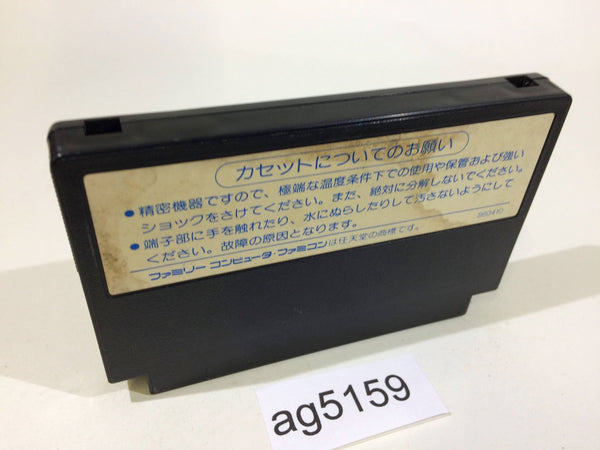 カセットについてのお願い
●精密機器ですので、極端な温度条件下での使用や保管および強い
ショックをさけてください。また、絶対に分解しないでください。
●端子部に手を触れたり、水にぬらしたりして汚さないようにして
ください。故障の原因となります。
ファミリーコンピュータ・ファミコンは任天堂の商標です。
ag5159